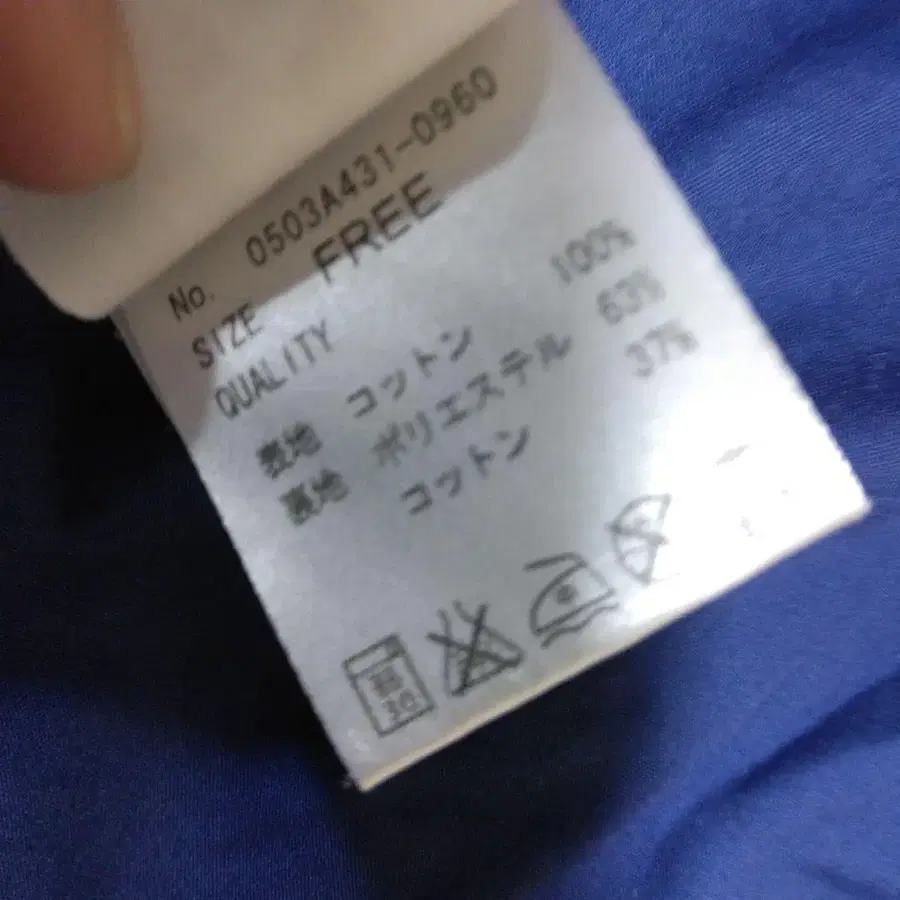 No. 0503A431-0960
SIZE FREE
QUALITY
表地 コットン 100%
裏地 ポリエステル 63%
コットン 37%